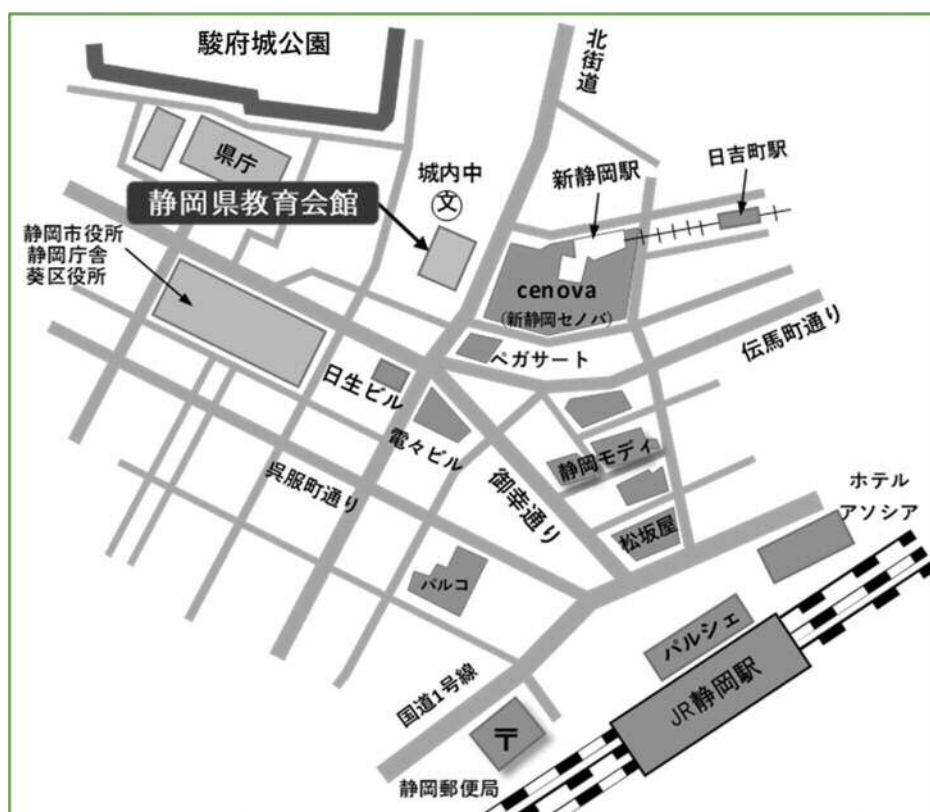 駿府城公園
北街道
県庁
城内中
文
新静岡駅
日吉町駅
静岡県教育会館
静岡市役所
静岡庁舎
葵区役所
cenova
(新静岡セノバ)
ペガサート
伝馬町通り
日生ビル
電々ビル
静岡モディ
呉服町通り
御幸通り
松坂屋
ホテル
アソシア
パルコ
パルシェ
JR静岡駅
国道1号線
〒
静岡郵便局